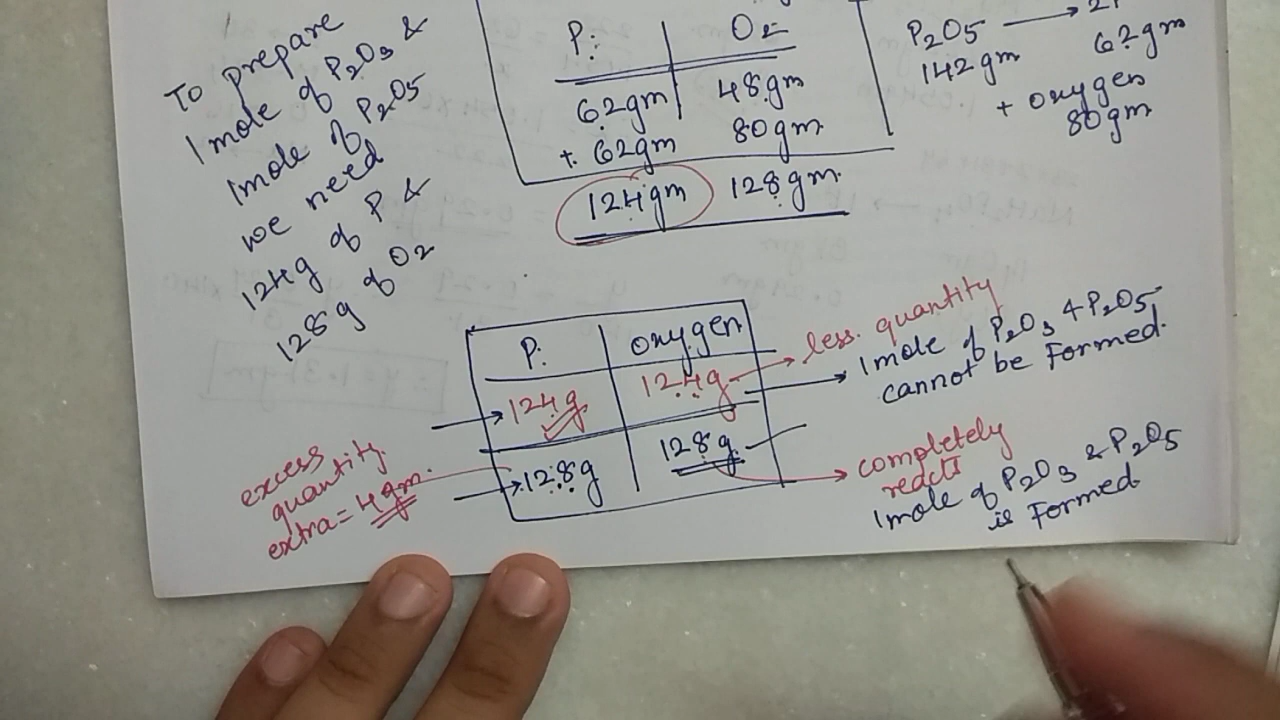 To prepare
1 mole of P2O3 &
1 mole of P2O5
we need
124g of P &
128g of O2
P: O2
62gm 48gm
+ 62gm 80gm
124gm 128gm
P2O5 → 2P
142gm 62gm
+ oxygen
80gm
P: oxygen
124g 124g
128g 128g
less quantity
1 mole of P2O3 & P2O5
cannot be Formed.
completely
reacts
1 mole of P2O3 & P2O5
is Formed
excess
quantity.
extra = 4gm.